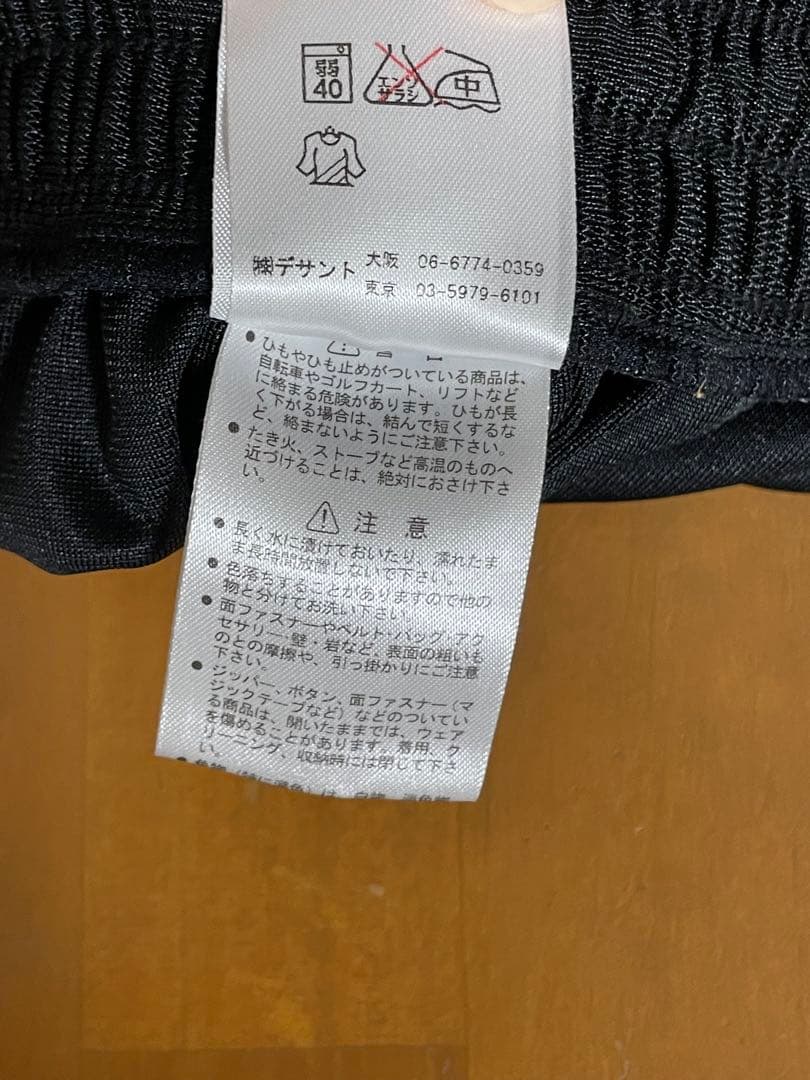 弱
40
エンソ
サラシ
中
㈱デサント
大阪 06-6774-0359
東京 03-5979-6101
●ひもやひも止めがついている商品は、
自転車やゴルフカート、リフトなど
に絡まる危険があります。ひもが長
く下がる場合は、結んで短くするな
ど、絡まないようにご注意下さい。
●たき火、ストーブなど高温のものへ
近づけることは、絶対におさけ下さ
い。
⚠ 注 意
●長く水に漬けておいたり、濡れたま
ま長時間放置しないで下さい。
●色落ちすることがありますので他の
物と分けてお洗い下さい。
●面ファスナーやベルト・バッグ・アク
セサリー・壁・岩など、表面の粗いも
のとの摩擦や、引っ掛かりにご注意
下さい。
●ジッパー、ボタン、面ファスナー（マ
ジックテープなど）などのついてい
る商品は、開いたままでは、ウェア
を傷めることがあります。着用、ク
リーニング、収納時には閉じて下さ
い。